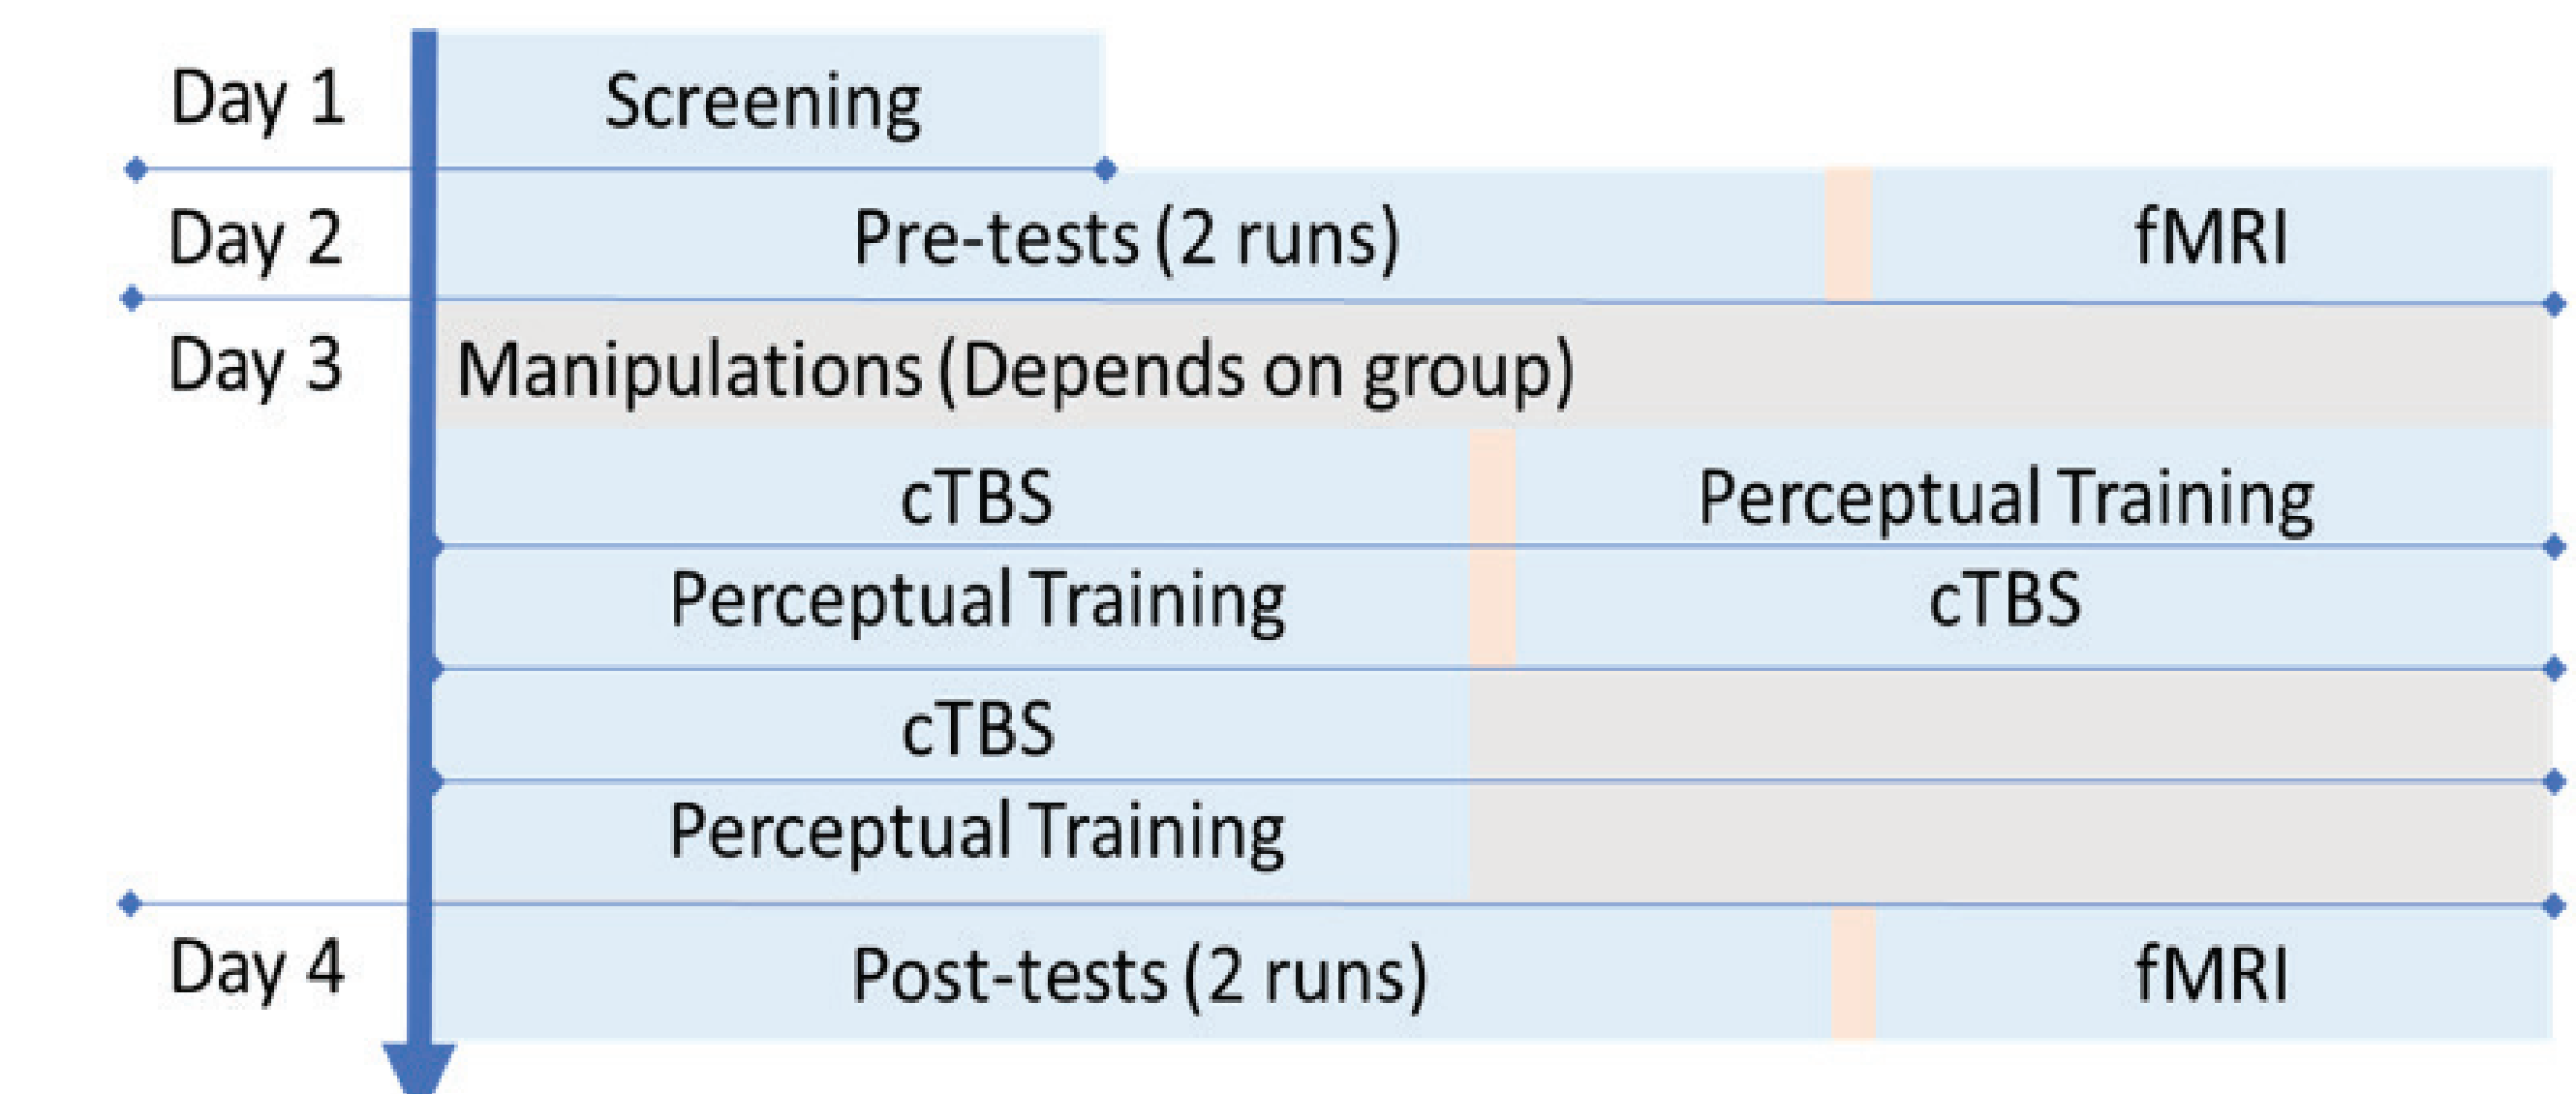 Day 1
Screening
Day 2
Pre-tests (2 runs)
fMRI
Day 3
Manipulations (Depends on group)
cTBS
Perceptual Training
Perceptual Training
cTBS
cTBS
Perceptual Training
Day 4
Post-tests (2 runs)
fMRI